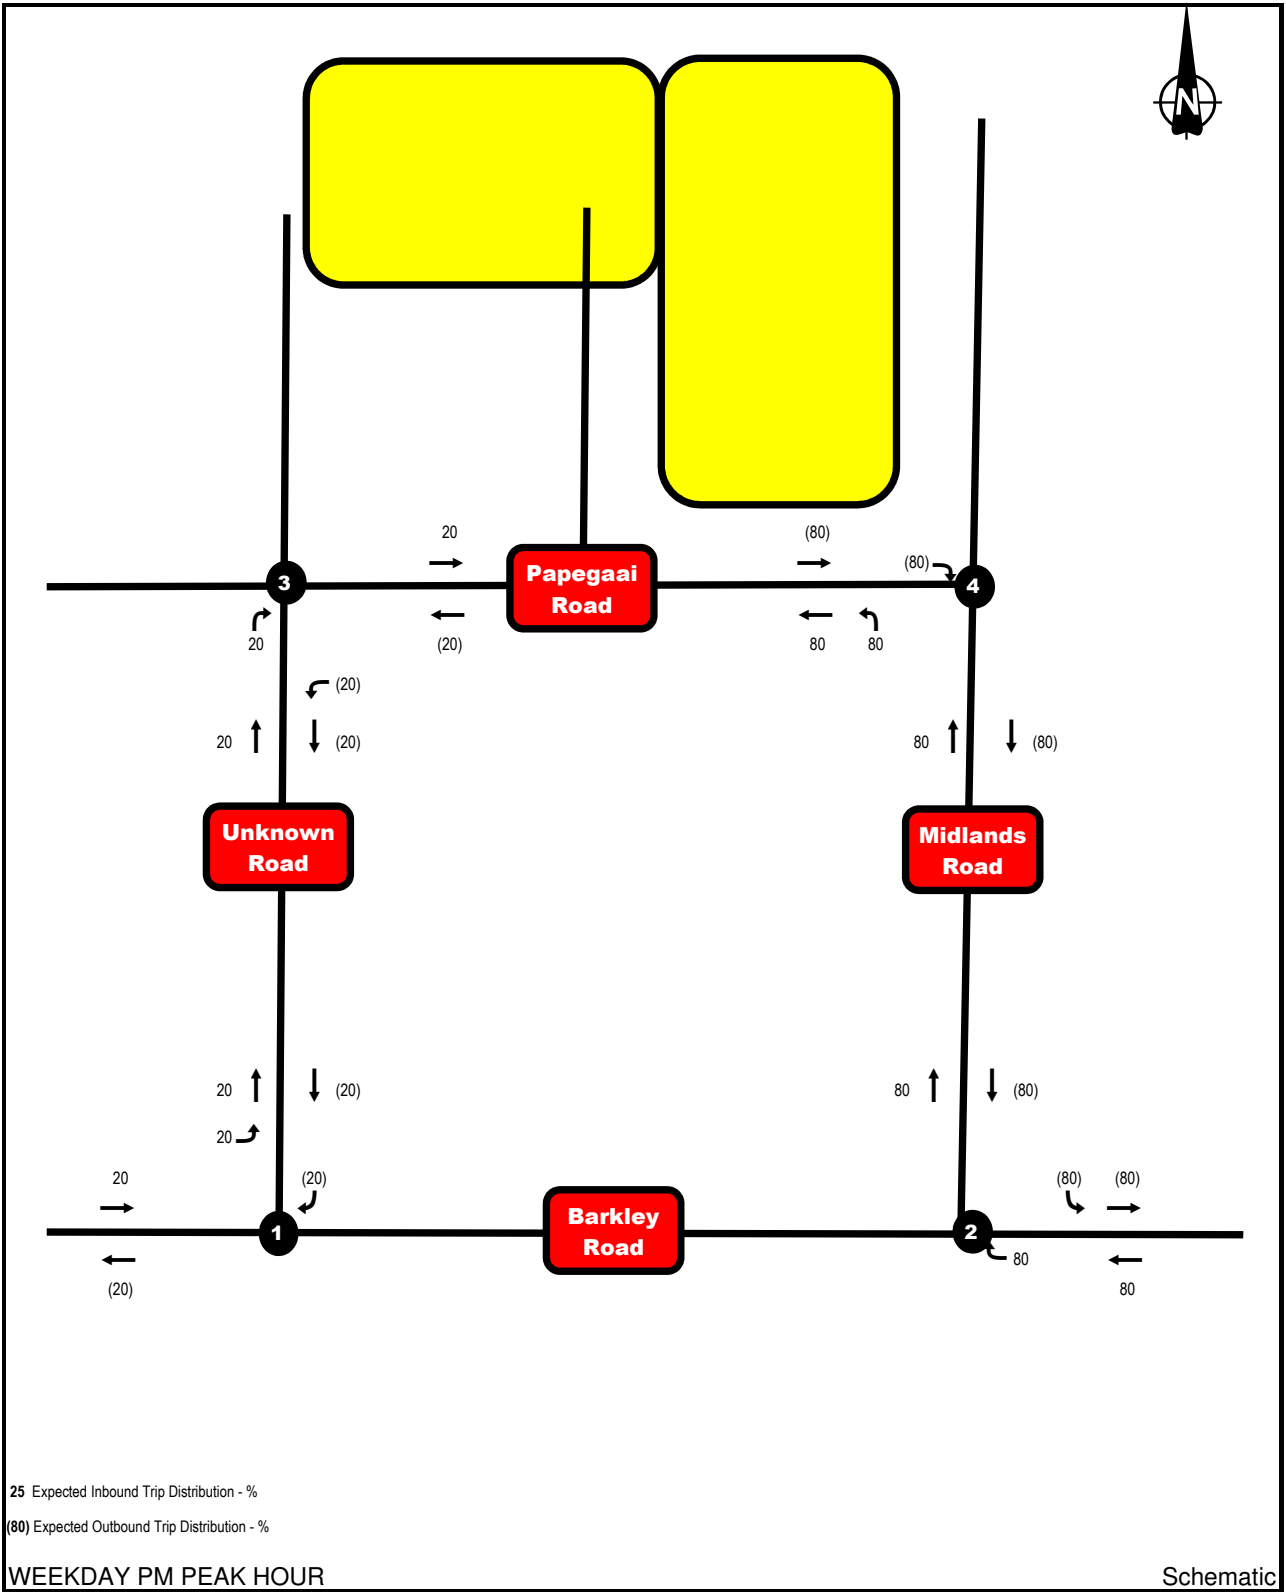 N
20
(80)
(80)
3
Papegaai
Road
4
20
(20)
80
80
(20)
20
(20)
80
(80)
Unknown
Road
Midlands
Road
20
(20)
80
(80)
20
20
(20)
(80)
(80)
1
Barkley
Road
2
80
(20)
80
25 Expected Inbound Trip Distribution - %
(80) Expected Outbound Trip Distribution - %
WEEKDAY PM PEAK HOUR
Schematic